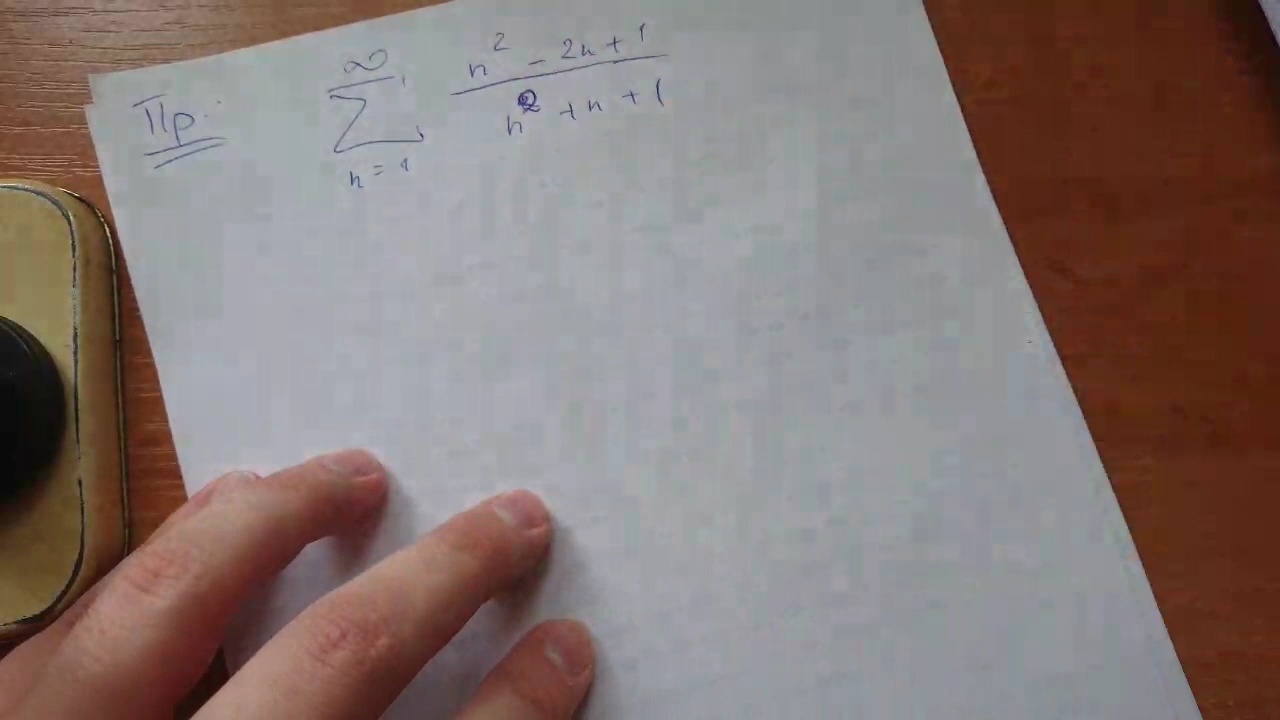 Пр. ∞ n² - 2n + 1
∑ n² + n + 1
n = 1